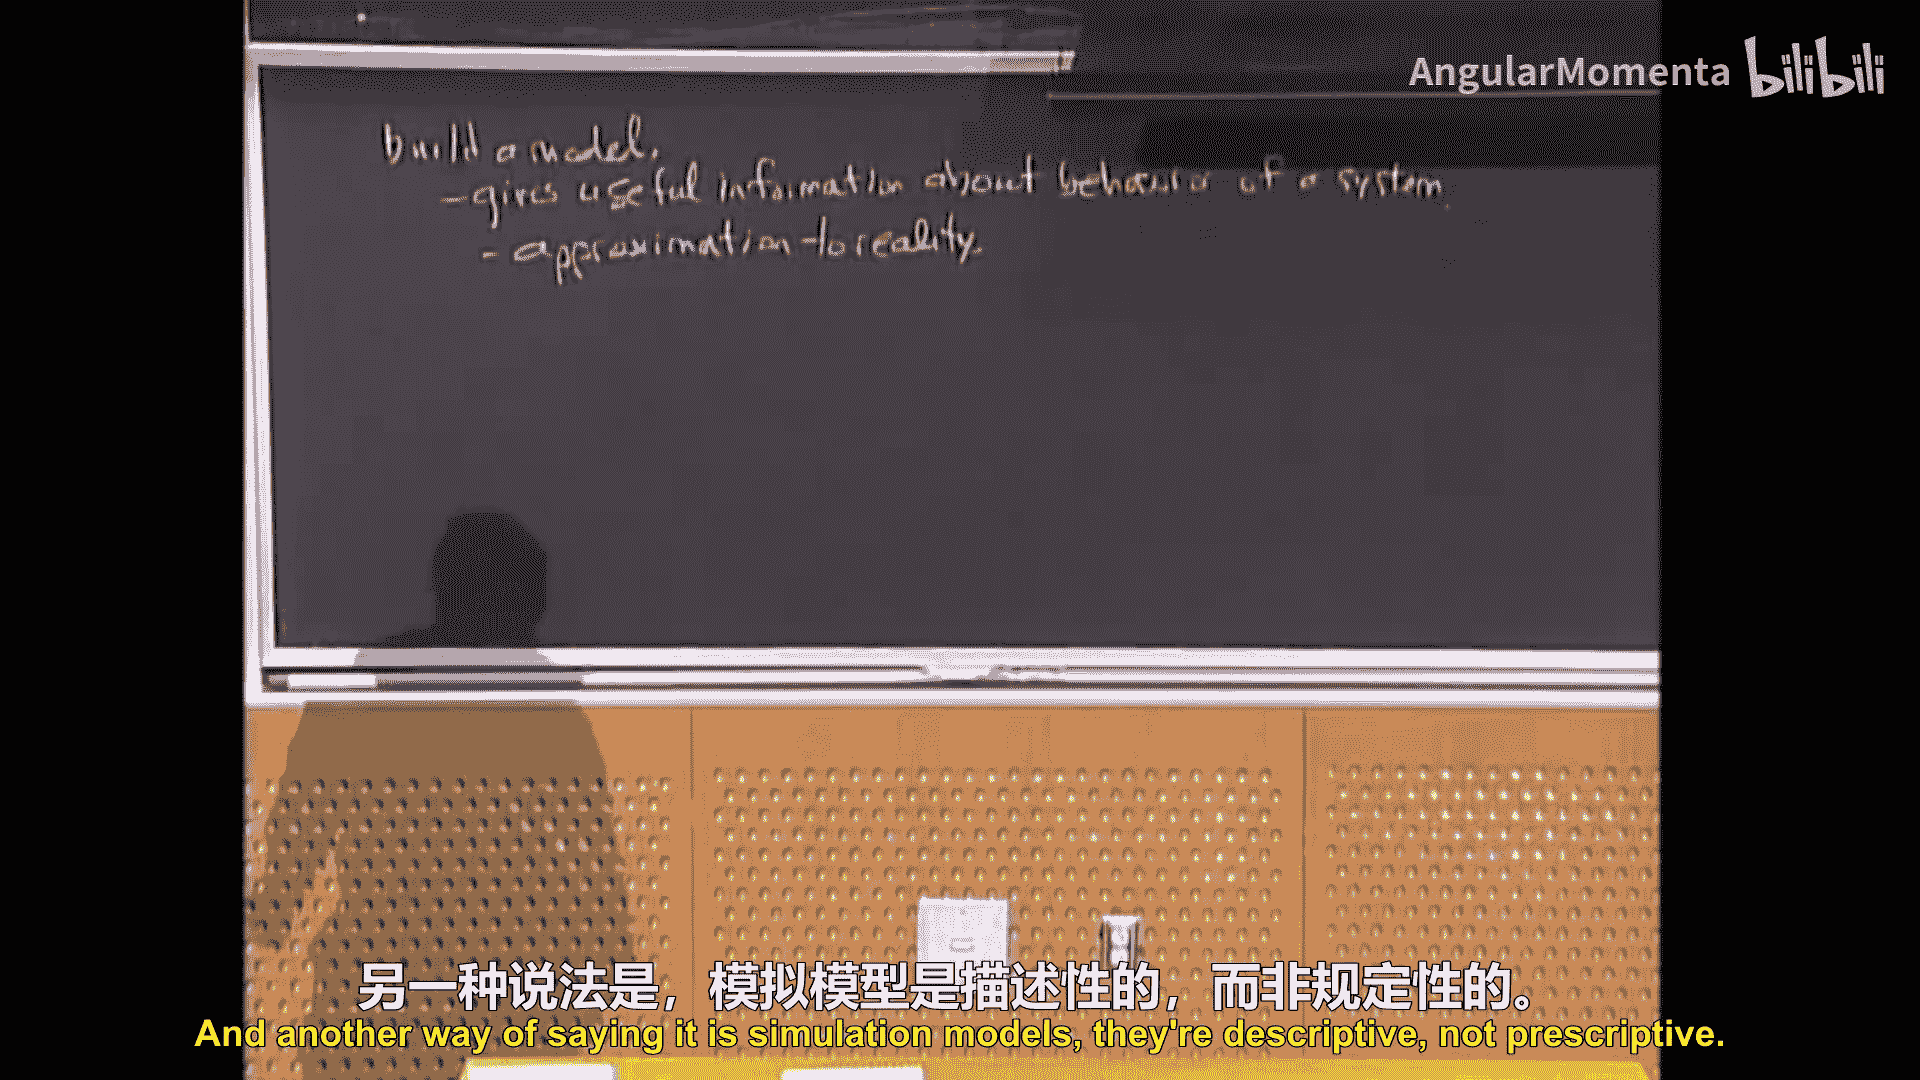 AngularMomenta bilibili
build a model.
- gives useful information about behavior of a system.
- approximation to reality.
另一种说法是，模拟模型是描述性的，而非规定性的。
And another way of saying it is simulation models, they're descriptive, not prescriptive.